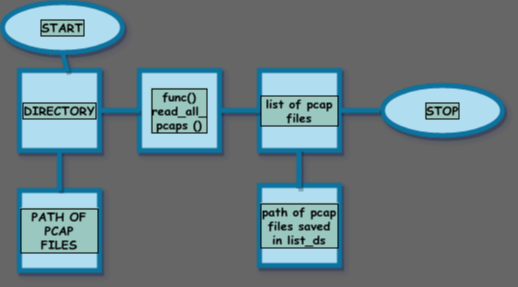 START
DIRECTORY
func()
read_all_
pcaps ()
list of pcap
files
STOP
PATH OF
PCAP
FILES
path of pcap
files saved
in list_ds